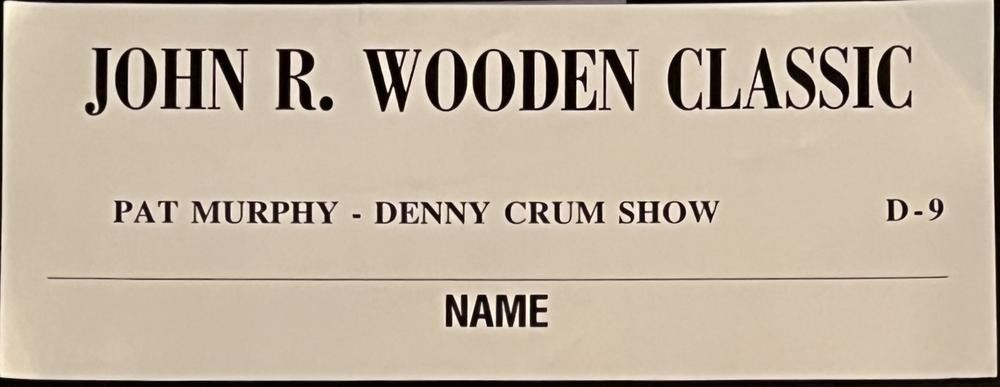 JOHN R. WOODEN CLASSIC
PAT MURPHY - DENNY CRUM SHOW D-9
NAME